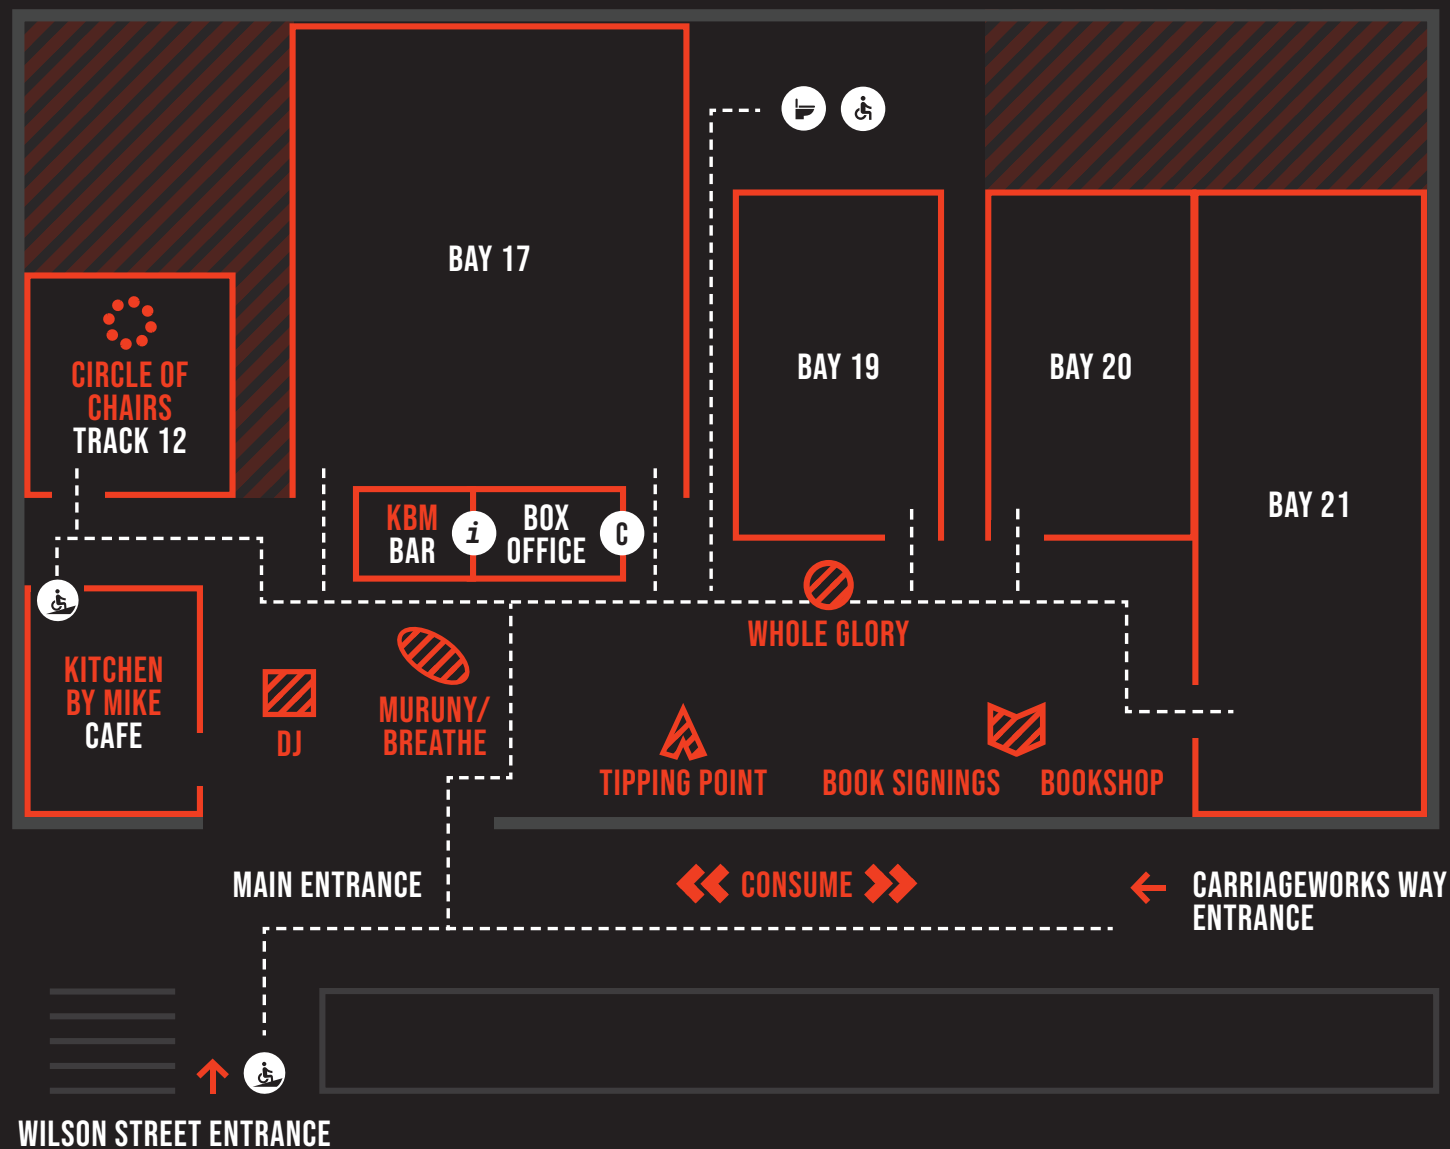 BAY 17
BAY 19
BAY 20
BAY 21
CIRCLE OF
CHAIRS
TRACK 12
KBM
BAR
i
BOX
OFFICE
C
WHOLE GLORY
KITCHEN
BY MIKE
CAFE
DJ
MURUNY/
BREATHE
TIPPING POINT
BOOK SIGNINGS
BOOKSHOP
MAIN ENTRANCE
CONSUME
CARRIAGEWORKS WAY
ENTRANCE
WILSON STREET ENTRANCE